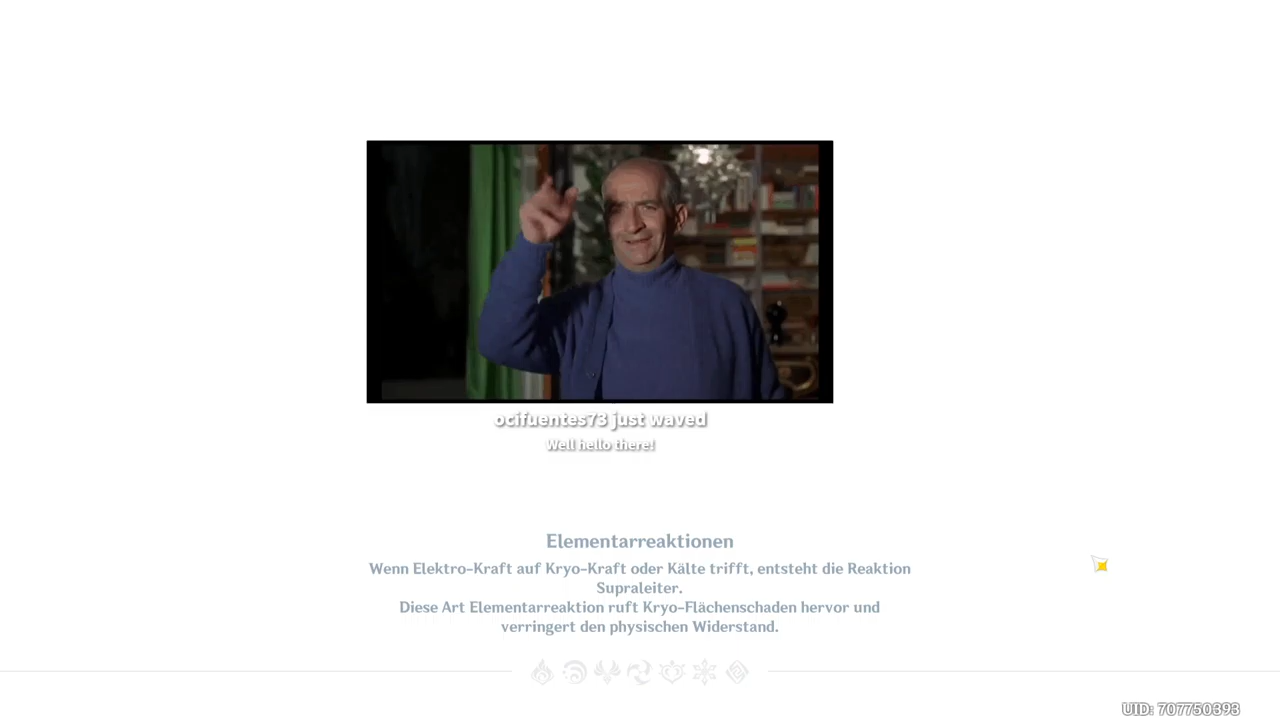 ocifuentes73 just waved
Well hello there!
Elementarreaktionen
Wenn Elektro-Kraft auf Kryo-Kraft oder Kälte trifft, entsteht die Reaktion
Supraleiter.
Diese Art Elementarreaktion ruft Kryo-Flächenschaden hervor und
verringert den physischen Widerstand.
UID: 707750393